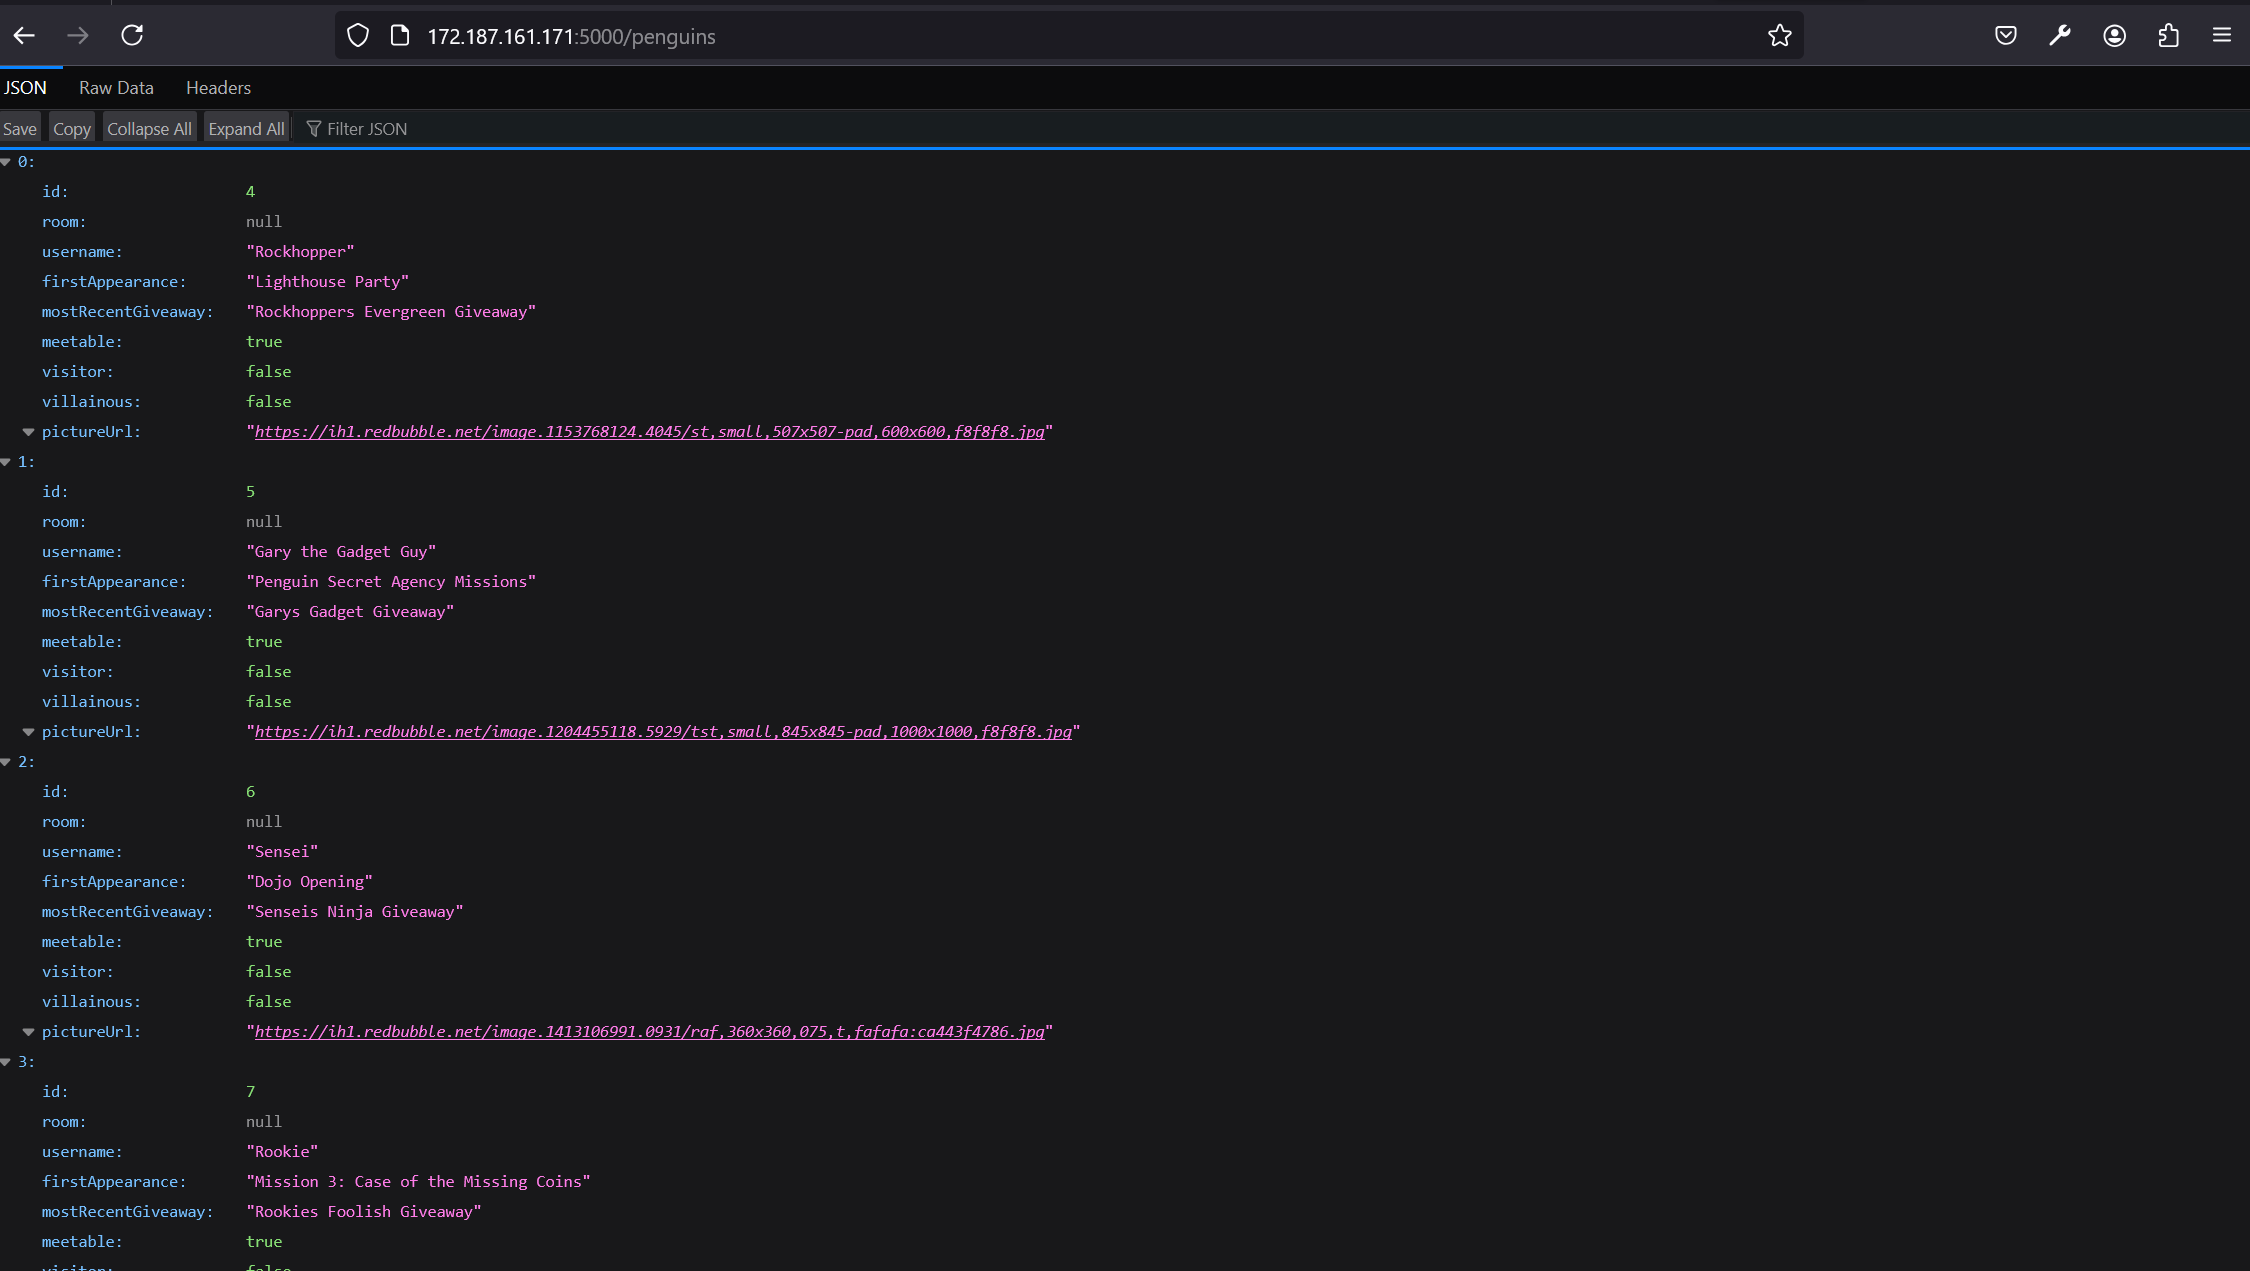 172.187.161.171:5000/penguins
JSON Raw Data Headers
Save Copy Collapse All Expand All Filter JSON
0:
id: 4
room: null
username: "Rockhopper"
firstAppearance: "Lighthouse Party"
mostRecentGiveaway: "Rockhoppers Evergreen Giveaway"
meetable: true
visitor: false
villainous: false
pictureUrl: "https://ih1.redbubble.net/image.1153768124.4045/st,small,507x507-pad,600x600,f8f8f8.jpg"
1:
id: 5
room: null
username: "Gary the Gadget Guy"
firstAppearance: "Penguin Secret Agency Missions"
mostRecentGiveaway: "Garys Gadget Giveaway"
meetable: true
visitor: false
villainous: false
pictureUrl: "https://ih1.redbubble.net/image.1204455118.5929/tst,small,845x845-pad,1000x1000,f8f8f8.jpg"
2:
id: 6
room: null
username: "Sensei"
firstAppearance: "Dojo Opening"
mostRecentGiveaway: "Senseis Ninja Giveaway"
meetable: true
visitor: false
villainous: false
pictureUrl: "https://ih1.redbubble.net/image.1413106991.0931/raf,360x360,075,t,fafafa:ca443f4786.jpg"
3:
id: 7
room: null
username: "Rookie"
firstAppearance: "Mission 3: Case of the Missing Coins"
mostRecentGiveaway: "Rookies Foolish Giveaway"
meetable: true
visitor: false